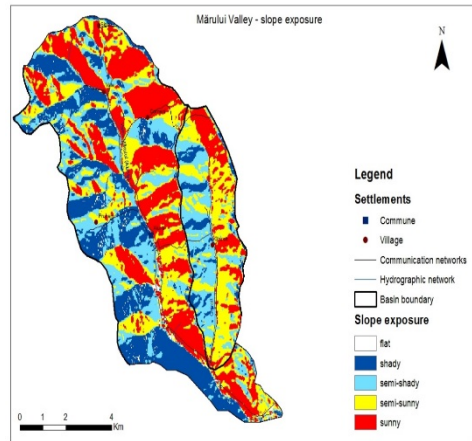 Mărului Valley - slope exposure
N
Legend
Settlements
Commune
Village
Communication networks
Hydrographic network
Basin boundary
Slope exposure
flat
shady
semi-shady
semi-sunny
sunny
0 1 2 4
Km